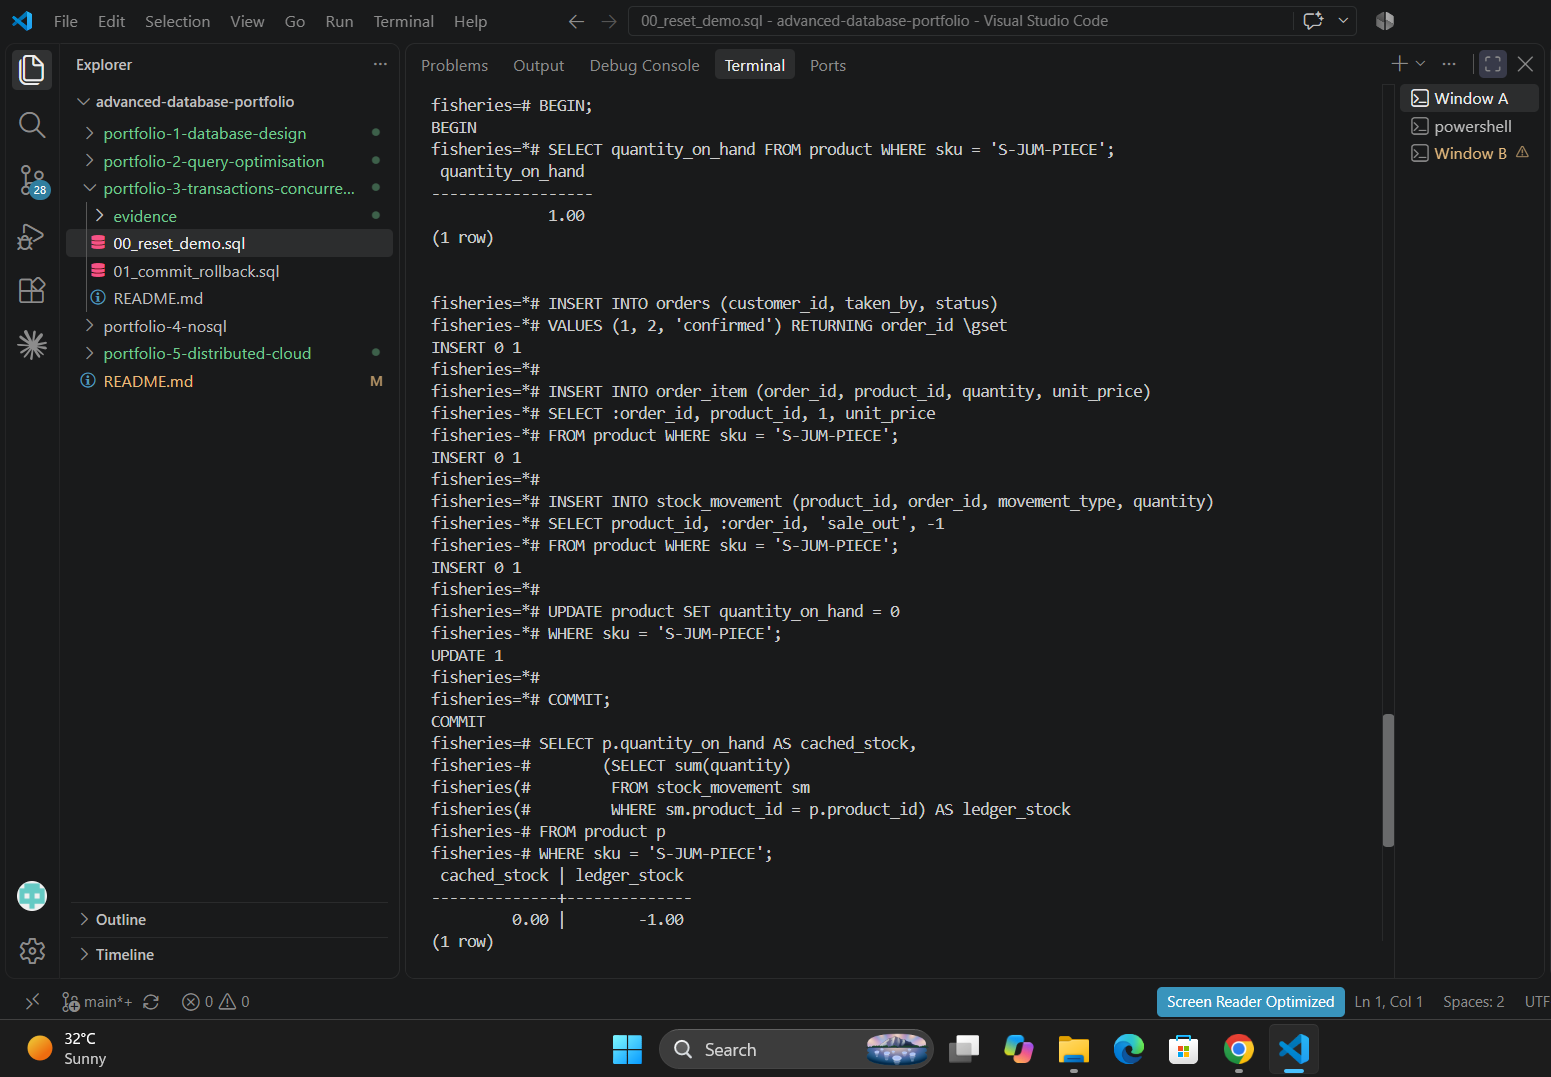 File Edit Selection View Go Run Terminal Help
00_reset_demo.sql - advanced-database-portfolio - Visual Studio Code
Explorer
advanced-database-portfolio
portfolio-1-database-design
portfolio-2-query-optimisation
portfolio-3-transactions-concurre...
evidence
00_reset_demo.sql
01_commit_rollback.sql
README.md
portfolio-4-nosql
portfolio-5-distributed-cloud
README.md M
28
Outline
Timeline
Problems Output Debug Console Terminal Ports
fisheries=# BEGIN;
BEGIN
fisheries=*# SELECT quantity_on_hand FROM product WHERE sku = 'S-JUM-PIECE';
quantity_on_hand
------------------
1.00
(1 row)
fisheries=*# INSERT INTO orders (customer_id, taken_by, status)
fisheries-*# VALUES (1, 2, 'confirmed') RETURNING order_id \gset
INSERT 0 1
fisheries=*#
fisheries=*# INSERT INTO order_item (order_id, product_id, quantity, unit_price)
fisheries-*# SELECT :order_id, product_id, 1, unit_price
fisheries-*# FROM product WHERE sku = 'S-JUM-PIECE';
INSERT 0 1
fisheries=*#
fisheries=*# INSERT INTO stock_movement (product_id, order_id, movement_type, quantity)
fisheries-*# SELECT product_id, :order_id, 'sale_out', -1
fisheries-*# FROM product WHERE sku = 'S-JUM-PIECE';
INSERT 0 1
fisheries=*#
fisheries=*# UPDATE product SET quantity_on_hand = 0
fisheries-*# WHERE sku = 'S-JUM-PIECE';
UPDATE 1
fisheries=*#
fisheries=*# COMMIT;
COMMIT
fisheries=# SELECT p.quantity_on_hand AS cached_stock,
fisheries-#        (SELECT sum(quantity)
fisheries(#         FROM stock_movement sm
fisheries(#         WHERE sm.product_id = p.product_id) AS ledger_stock
fisheries-# FROM product p
fisheries-# WHERE sku = 'S-JUM-PIECE';
cached_stock | ledger_stock
--------------+--------------
0.00 |        -1.00
(1 row)
Window A
powershell
Window B
main*+ 0 0
Screen Reader Optimized Ln 1, Col 1 Spaces: 2 UTF
32°C
Sunny
Search